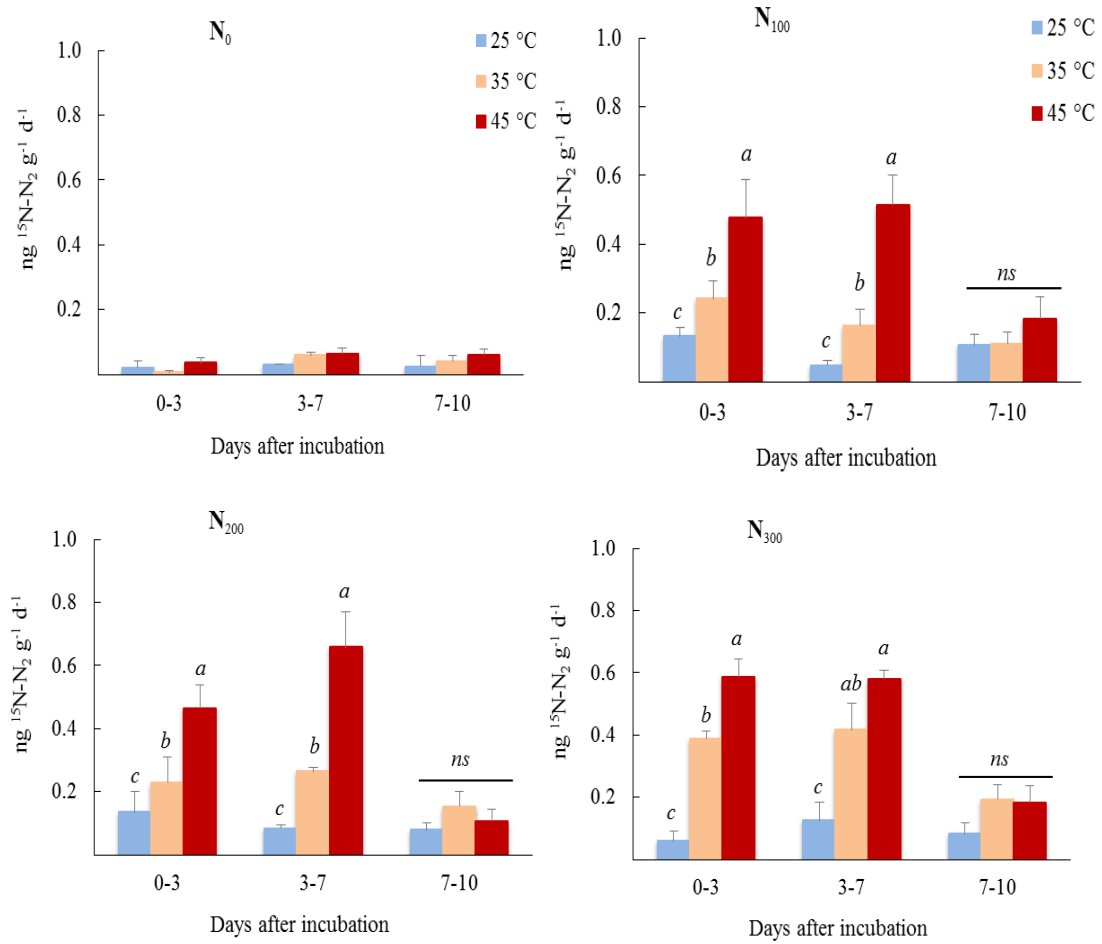 N₀
25 °C
35 °C
45 °C
1.0
0.8
0.6
0.4
0.2
ng ¹⁵N-N₂ g⁻¹ d⁻¹
0-3 3-7 7-10
Days after incubation
N₁₀₀
25 °C
35 °C
45 °C
1.0
0.8
0.6
0.4
0.2
ng ¹⁵N-N₂ g⁻¹ d⁻¹
c b a c b a ns
0-3 3-7 7-10
Days after incubation
N₂₀₀
1.0
0.8
0.6
0.4
0.2
ng ¹⁵N-N₂ g⁻¹ d⁻¹
c b a c b a ns
0-3 3-7 7-10
Days after incubation
N₃₀₀
1.0
0.8
0.6
0.4
0.2
ng ¹⁵N-N₂ g⁻¹ d⁻¹
c b a c ab a ns
0-3 3-7 7-10
Days after incubation